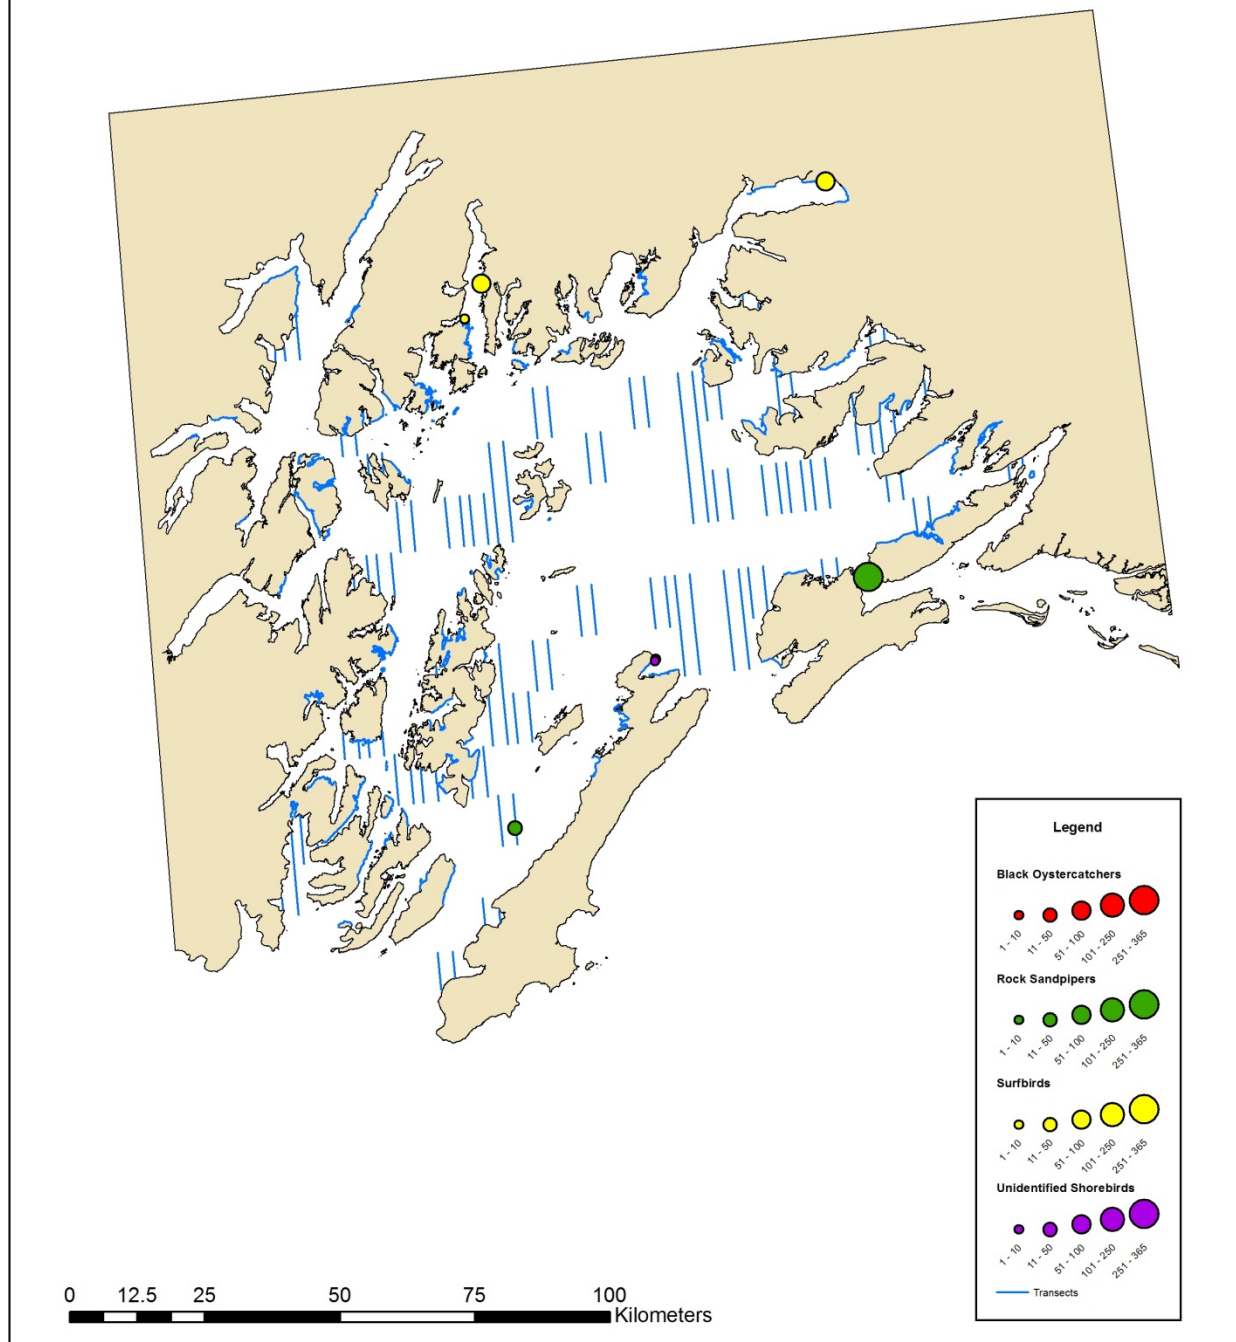 Legend
Black Oystercatchers
1 - 10
11 - 50
51 - 100
101 - 250
251 - 365
Rock Sandpipers
1 - 10
11 - 50
51 - 100
101 - 250
251 - 365
Surfbirds
1 - 10
11 - 50
51 - 100
101 - 250
251 - 365
Unidentified Shorebirds
1 - 10
11 - 50
51 - 100
101 - 250
251 - 365
Transects
0 12.5 25 50 75 100
Kilometers